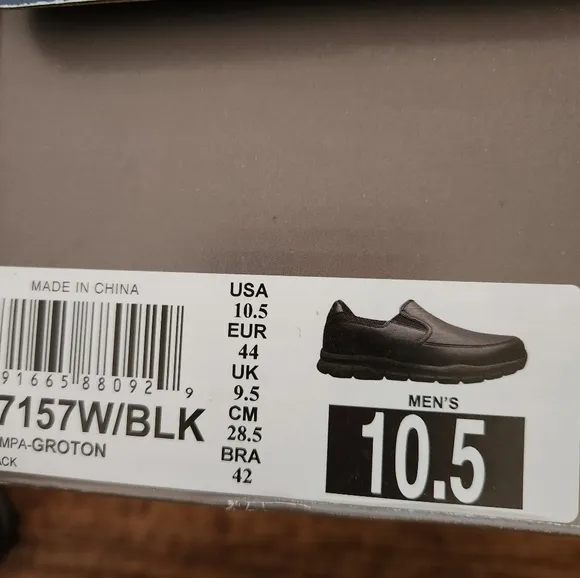 MADE IN CHINA
91665 88092 9
7157W/BLK
MPA-GROTON
ACK
USA
10.5
EUR
44
UK
9.5
CM
28.5
BRA
42
MEN'S
10.5